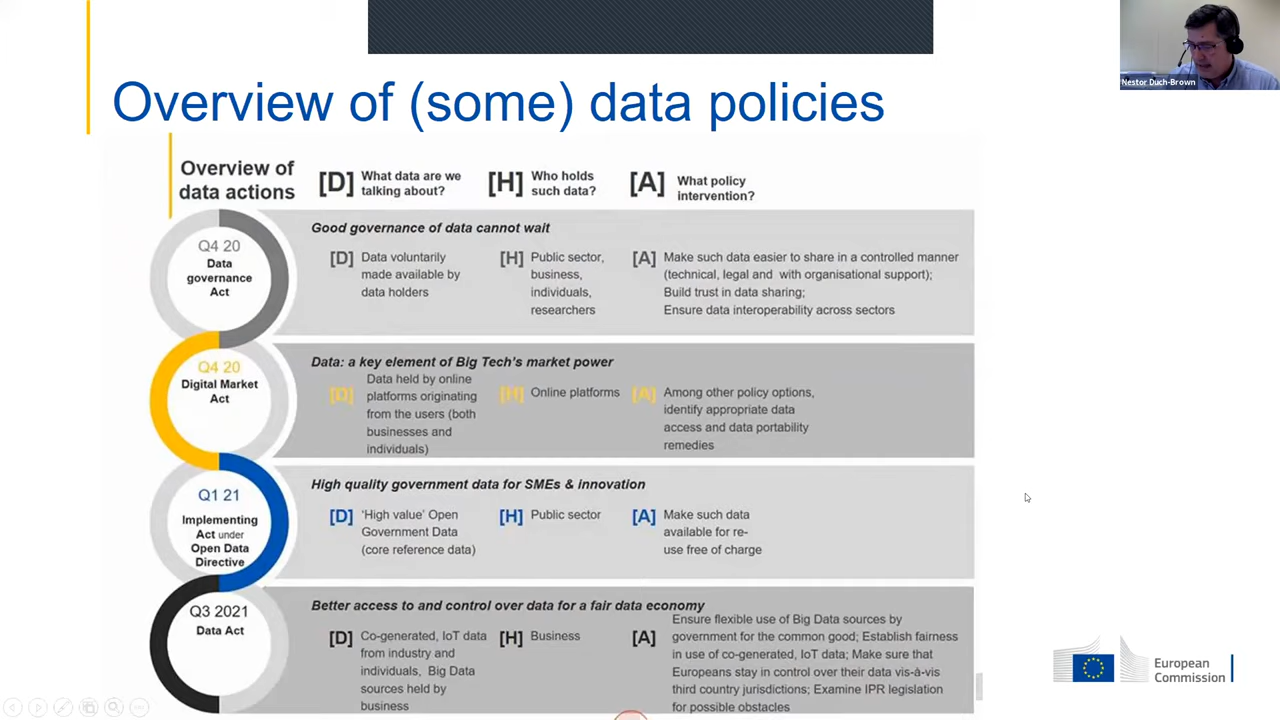 Nestor Duch-Brown
Overview of (some) data policies
Overview of
data actions
[D] What data are we
talking about?
[H] Who holds
such data?
[A] What policy
intervention?
Q4 20
Data
governance
Act
Good governance of data cannot wait
[D] Data voluntarily
made available by
data holders
[H] Public sector,
business,
individuals,
researchers
[A] Make such data easier to share in a controlled manner
(technical, legal and with organisational support);
Build trust in data sharing;
Ensure data interoperability across sectors
Q4 20
Digital Market
Act
Data: a key element of Big Tech's market power
[D] Data held by online
platforms originating
from the users (both
businesses and
individuals)
[H] Online platforms
[A] Among other policy options,
identify appropriate data
access and data portability
remedies
Q1 21
Implementing
Act under
Open Data
Directive
High quality government data for SMEs & innovation
[D] ‘High value’ Open
Government Data
(core reference data)
[H] Public sector
[A] Make such data
available for re-
use free of charge
Q3 2021
Data Act
Better access to and control over data for a fair data economy
[D] Co-generated, IoT data
from industry and
individuals, Big Data
sources held by
business
[H] Business
[A] Ensure flexible use of Big Data sources by
government for the common good; Establish fairness
in use of co-generated, IoT data; Make sure that
Europeans stay in control over their data vis-à-vis
third country jurisdictions; Examine IPR legislation
for possible obstacles
European
Commission